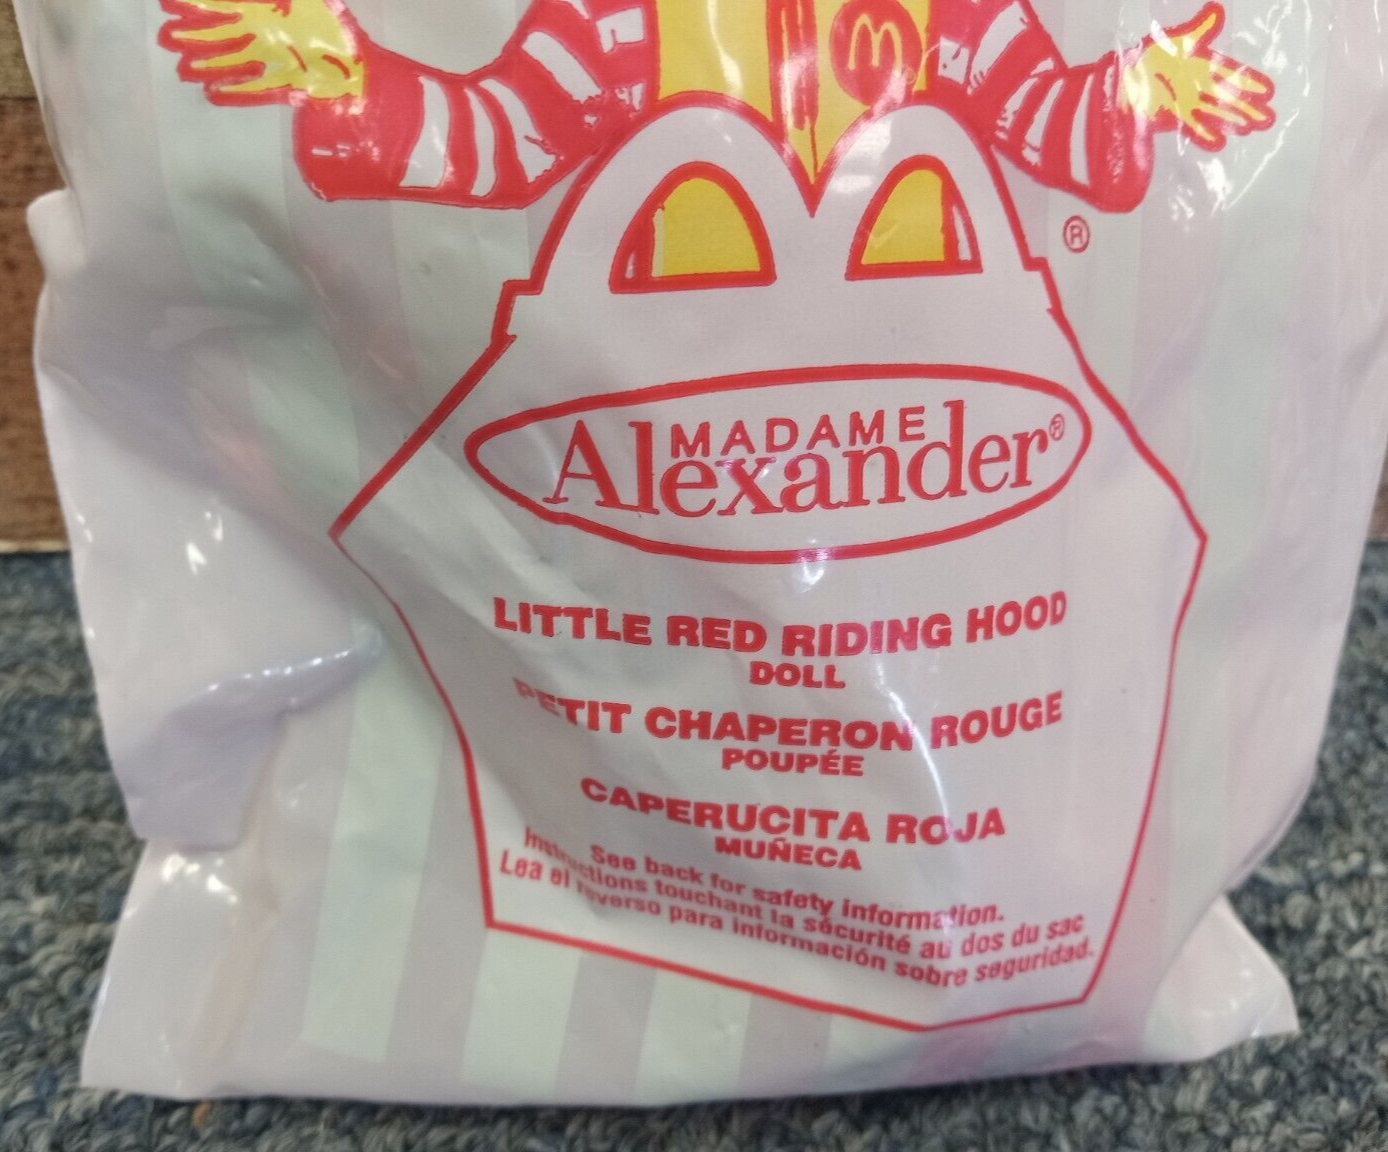 M
®
MADAME
Alexander®
LITTLE RED RIDING HOOD
DOLL
PETIT CHAPERON ROUGE
POUPÉE
CAPERUCITA ROJA
MUÑECA
See back for safety information.
Instructions touchant la sécurité au dos du sac
Lea el reverso para información sobre seguridad.